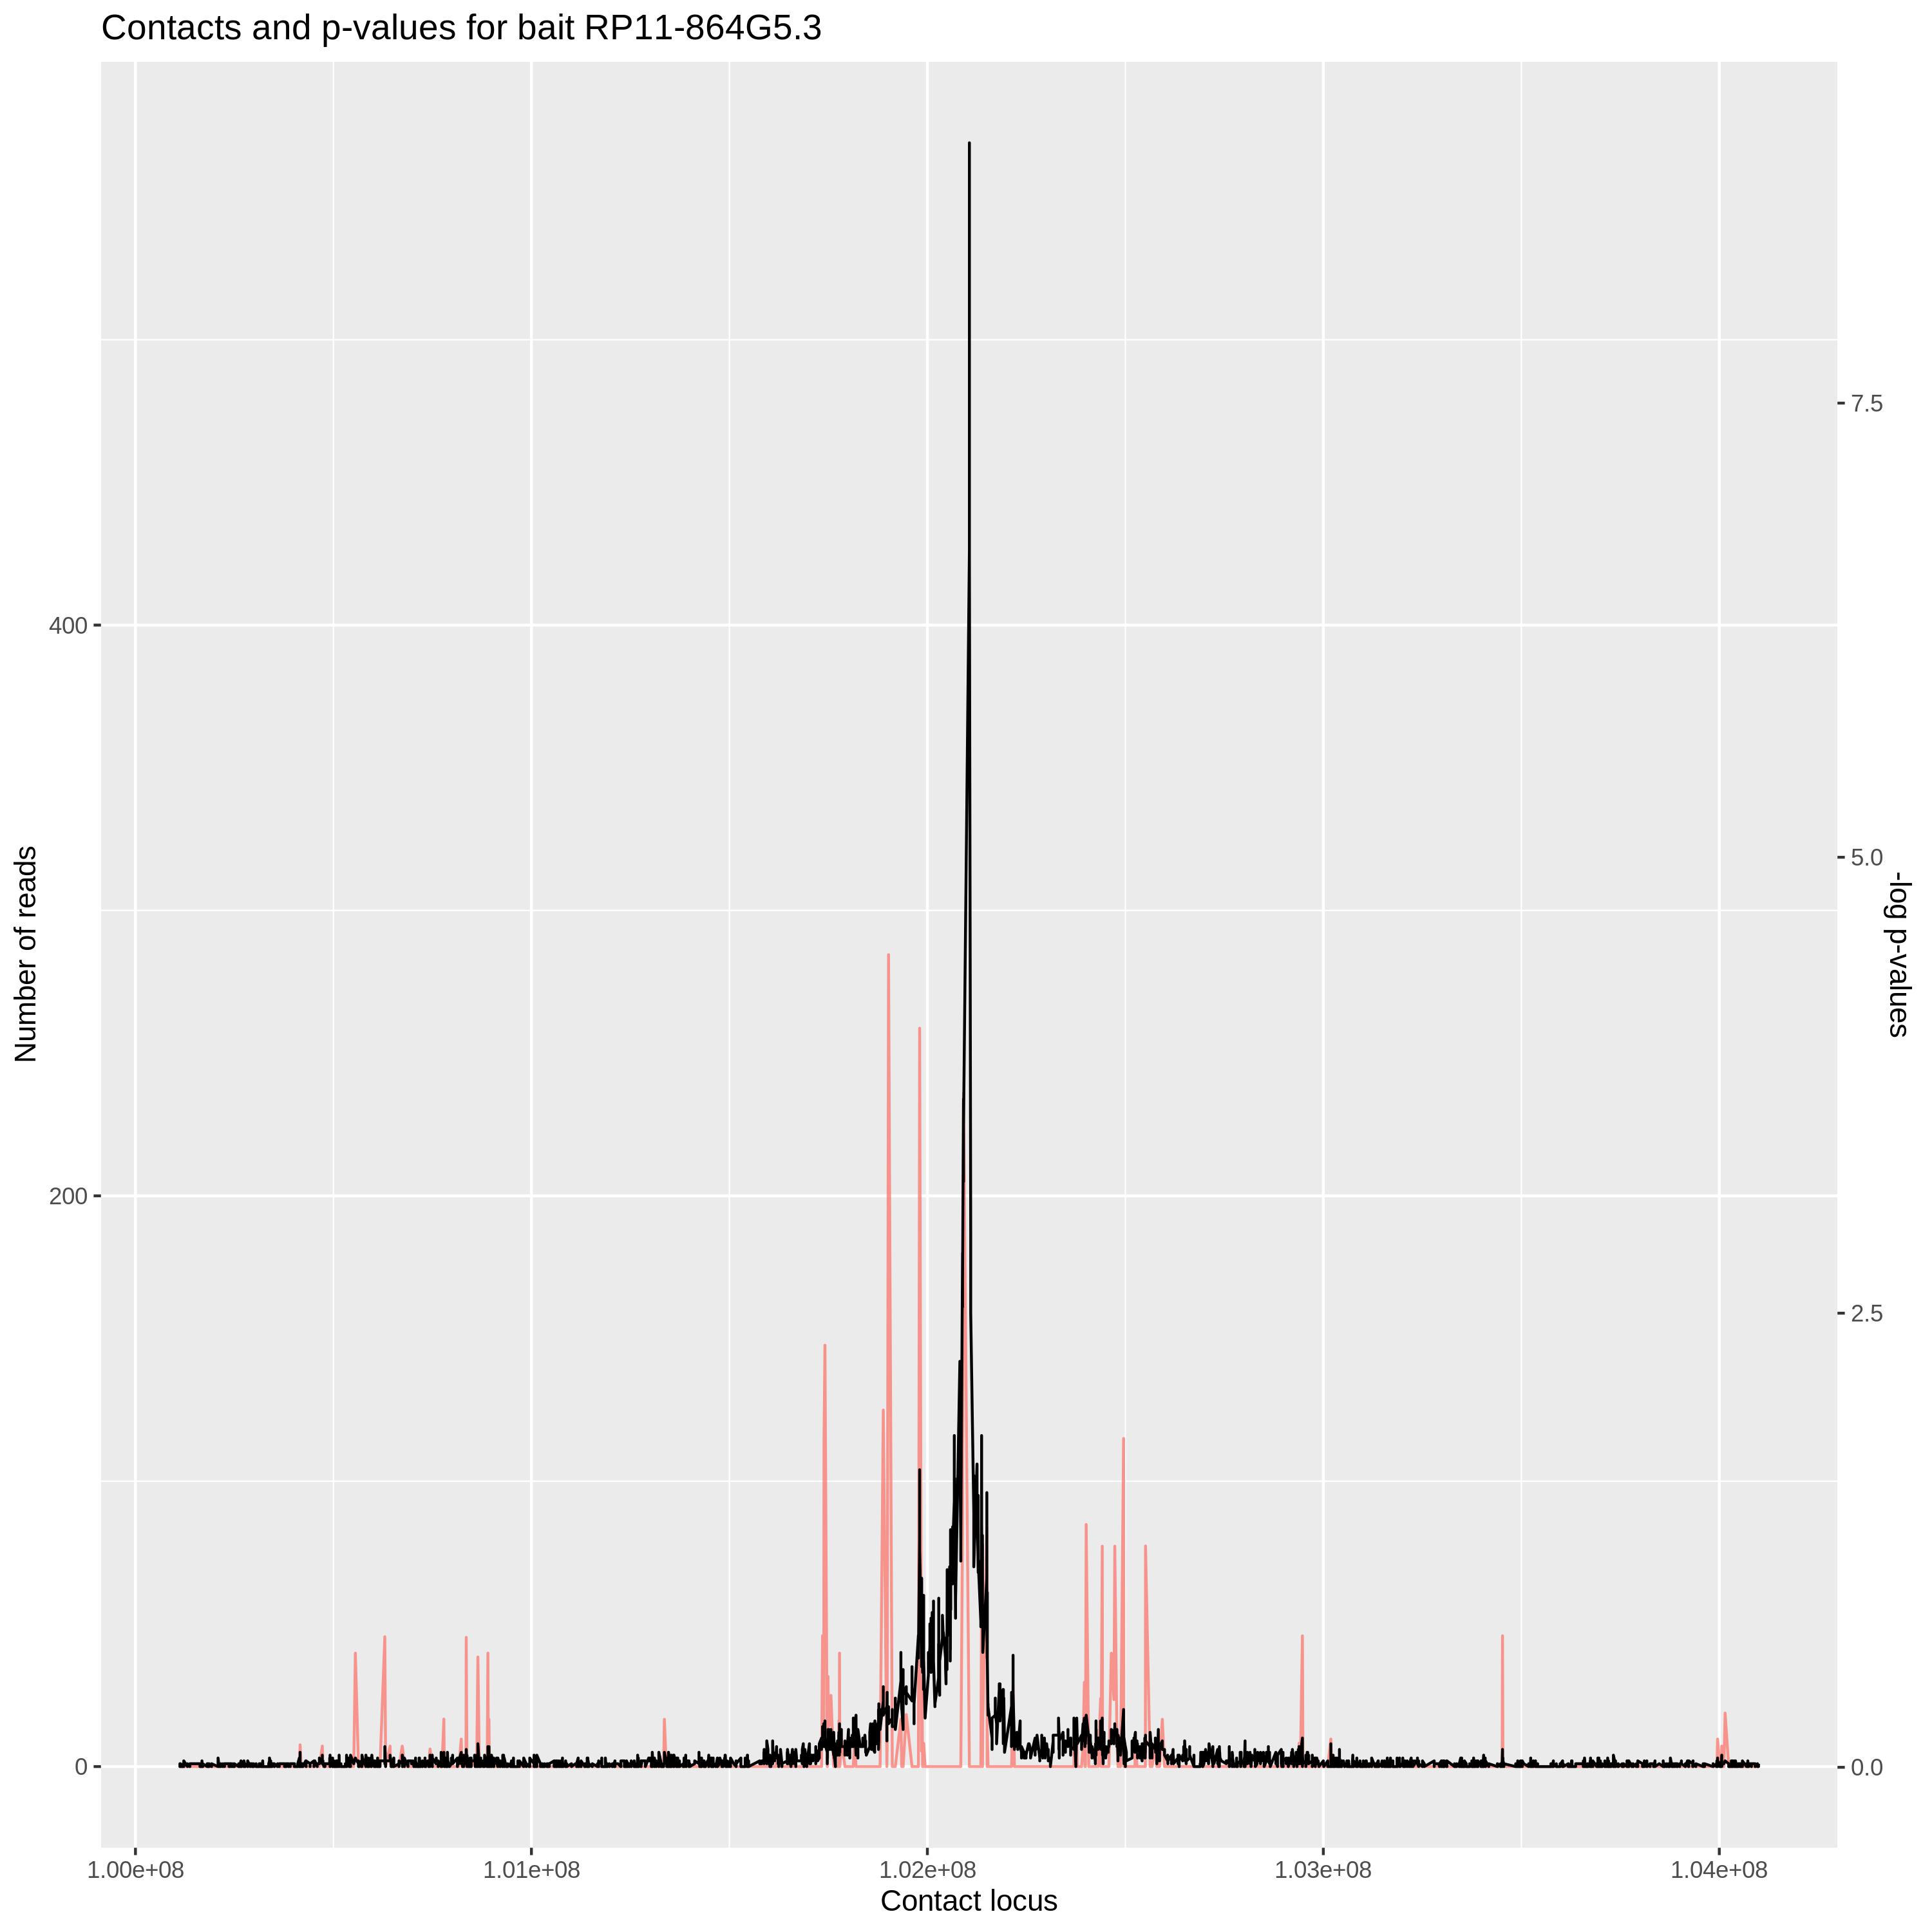 Contacts and p-values for bait RP11-864G5.3
Number of reads
400
200
0
7.5
5.0
2.5
0.0
-log p-values
1.00e+08
1.01e+08
1.02e+08
1.03e+08
1.04e+08
Contact locus